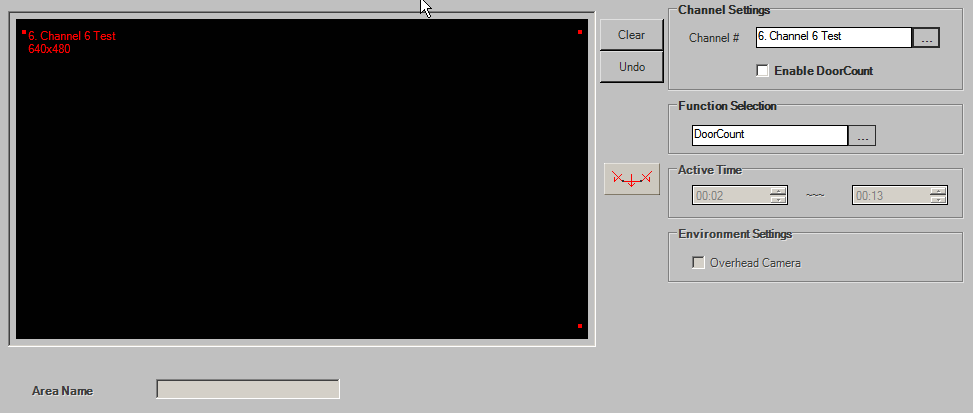 6. Channel 6 Test
640x480
Clear
Undo
Channel Settings
Channel #
6. Channel 6 Test
...
Enable DoorCount
Function Selection
DoorCount
...
Active Time
00:02
~~~
00:13
Environment Settings
Overhead Camera
Area Name